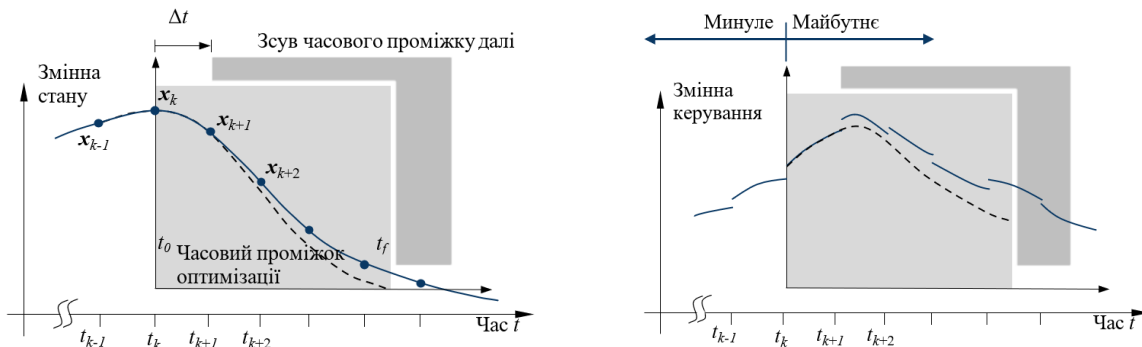 Δt
Зсув часового проміжку далі
Змінна
стану
x_k
x_{k-1}
x_{k+1}
x_{k+2}
t_0
t_f
Часовий проміжок
оптимізації
Час t
t_{k-1}
t_k
t_{k+1}
t_{k+2}
Минуле
Майбутнє
Змінна
керування
Час t
t_{k-1}
t_k
t_{k+1}
t_{k+2}